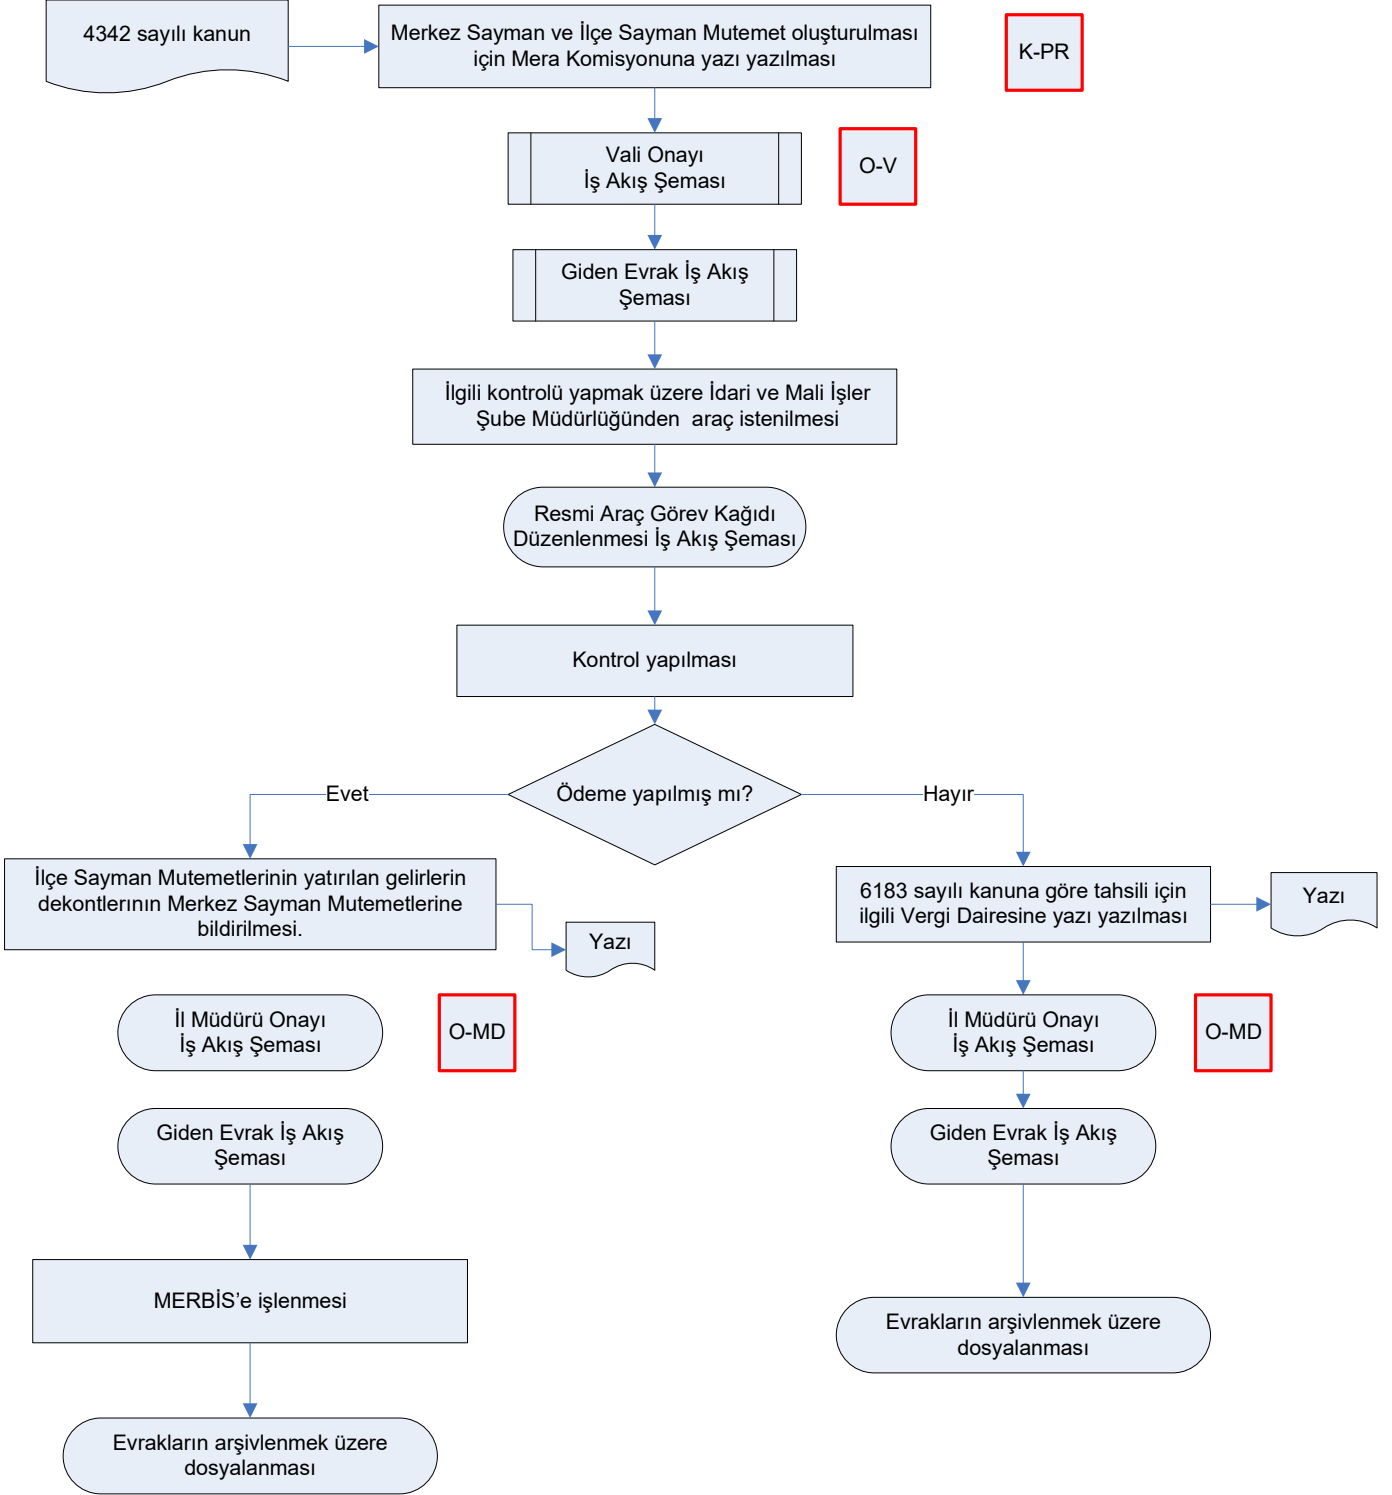 4342 sayılı kanun
Merkez Sayman ve İlçe Sayman Mutemet oluşturulması
için Mera Komisyonuna yazı yazılması
K-PR
Vali Onayı
İş Akış Şeması
O-V
Giden Evrak İş Akış
Şeması
İlgili kontrolü yapmak üzere İdari ve Mali İşler
Şube Müdürlüğünden araç istenilmesi
Resmi Araç Görev Kağıdı
Düzenlenmesi İş Akış Şeması
Kontrol yapılması
Ödeme yapılmış mı?
Evet
Hayır
İlçe Sayman Mutemetlerinin yatırılan gelirlerin
dekontlerının Merkez Sayman Mutemetlerine
bildirilmesi.
Yazı
6183 sayılı kanuna göre tahsili için
ilgili Vergi Dairesine yazı yazılması
Yazı
İl Müdürü Onayı
İş Akış Şeması
O-MD
İl Müdürü Onayı
İş Akış Şeması
O-MD
Giden Evrak İş Akış
Şeması
Giden Evrak İş Akış
Şeması
MERBİS’e işlenmesi
Evrakların arşivlenmek üzere
dosyalanması
Evrakların arşivlenmek üzere
dosyalanması